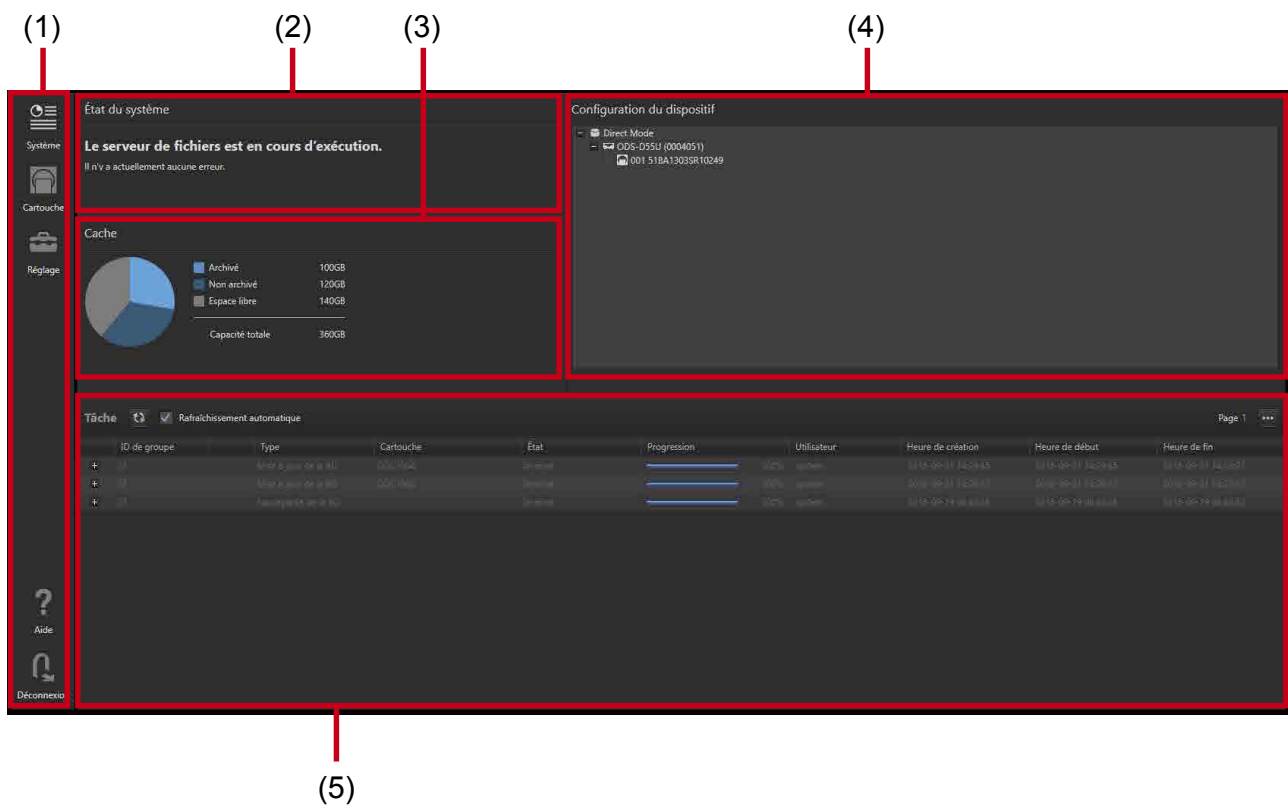 (1) (2) (3) (4)
Système
Cartouche
Réglage
Aide
Déconnexio
État du système
Le serveur de fichiers est en cours d'exécution.
Il n'y a actuellement aucune erreur.
Cache
Archivé 100GB
Non archivé 120GB
Espace libre 140GB
Capacité totale 360GB
Configuration du dispositif
Direct Mode
ODS-D55U (0004051)
001 51BA1303SR10249
Tâche Rafraîchissement automatique Page 1
ID de groupe Type Cartouche État Progression Utilisateur Heure de création Heure de début Heure de fin
(5)